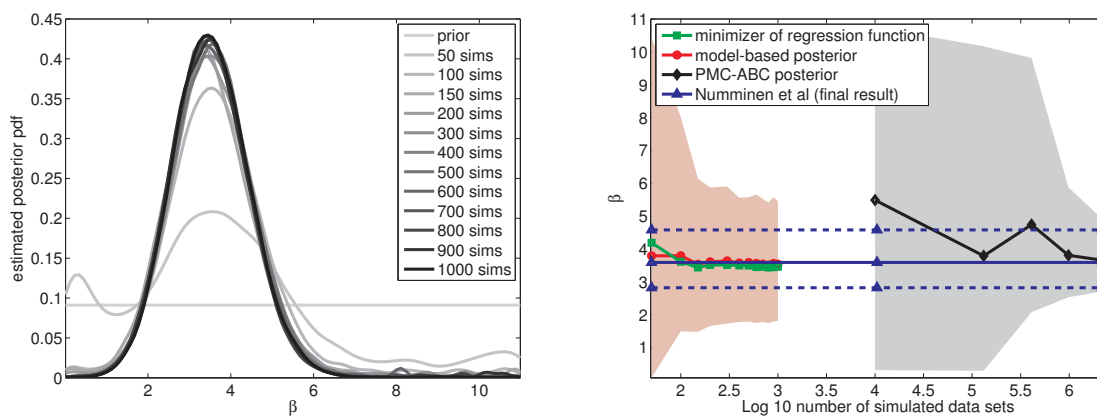 0.45
0.4
0.35
0.3
0.25
0.2
0.15
0.1
0.05
0
2
4
6
8
10
estimated posterior pdf
β
prior
50 sims
100 sims
150 sims
200 sims
300 sims
400 sims
500 sims
600 sims
700 sims
800 sims
900 sims
1000 sims
11
10
9
8
7
6
5
4
3
2
1
β
2
2.5
3
3.5
4
4.5
5
5.5
6
Log 10 number of simulated data sets
minimizer of regression function
model-based posterior
PMC-ABC posterior
Numminen et al (final result)